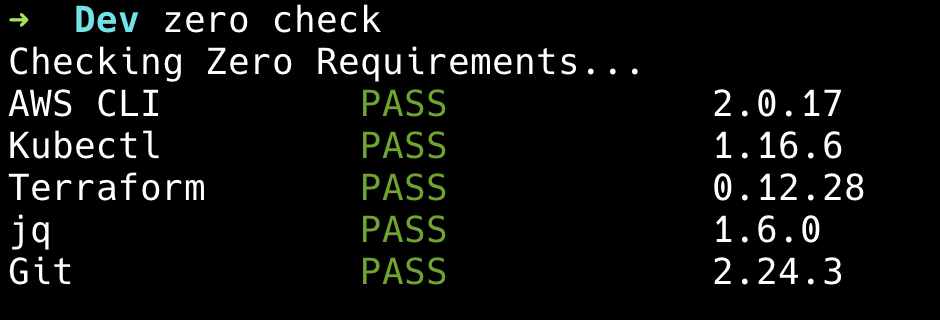 ➜ Dev zero check
Checking Zero Requirements...
AWS CLI PASS 2.0.17
Kubectl PASS 1.16.6
Terraform PASS 0.12.28
jq PASS 1.6.0
Git PASS 2.24.3